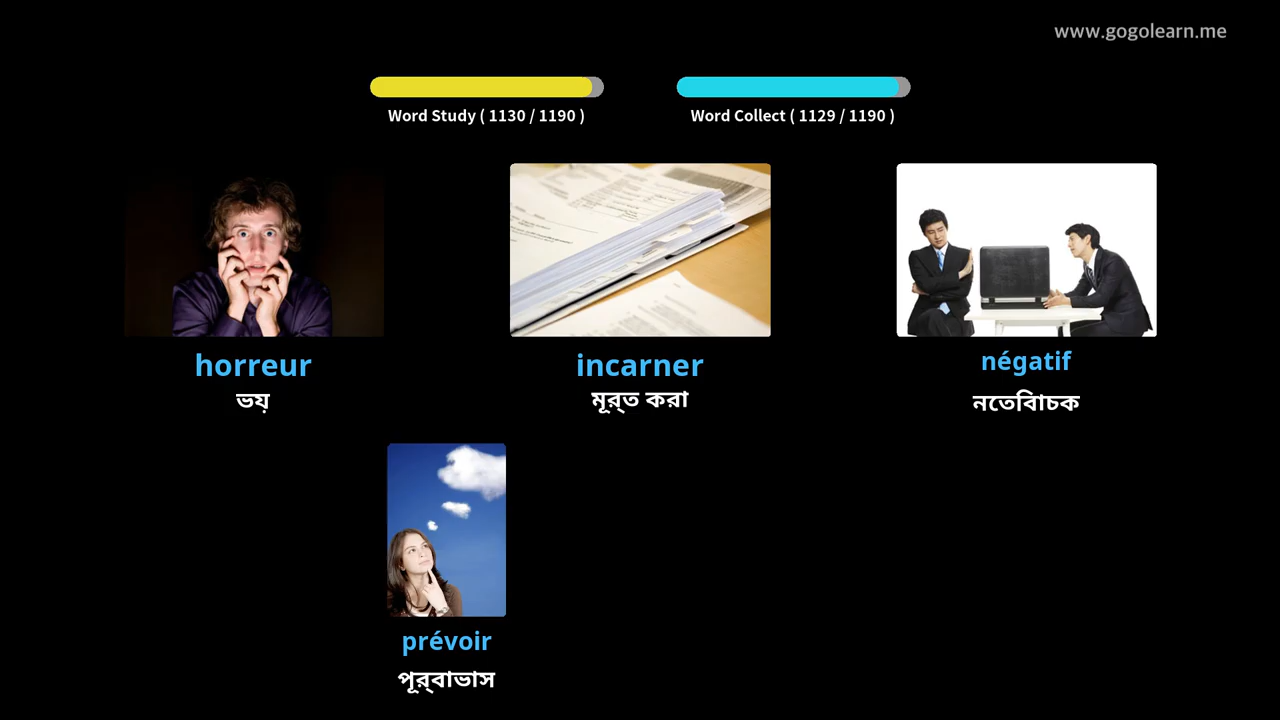 www.gogolearn.me
Word Study ( 1130 / 1190 )
Word Collect ( 1129 / 1190 )
horreur
incarner
négatif
ভয়
মূর্ত করা
নেতিবাচক
prévoir
পূর্বাভাস